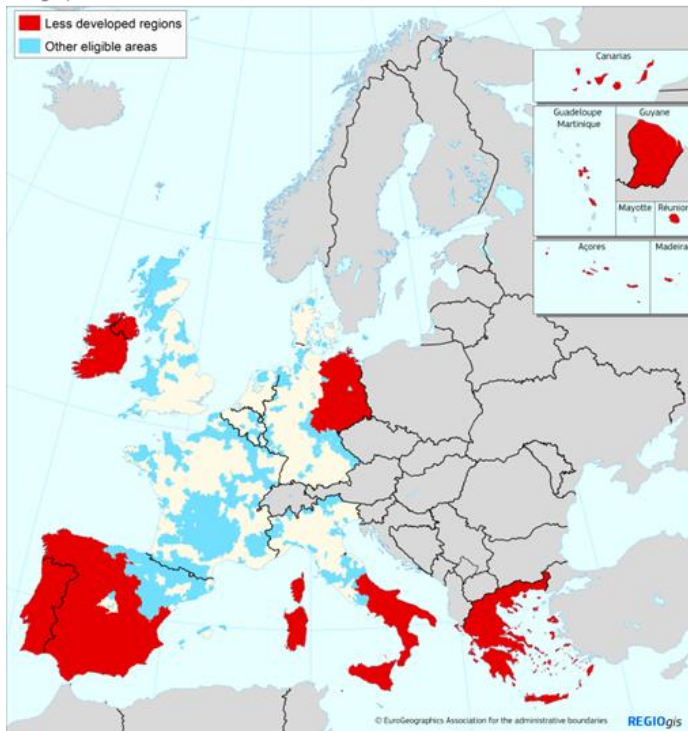 Less developed regions
Other eligible areas
Canarias
Guadeloupe
Martinique
Guyane
Mayotte
Réunion
Açores
Madeira
© EuroGeographics Association for the administrative boundaries
REGIOgis